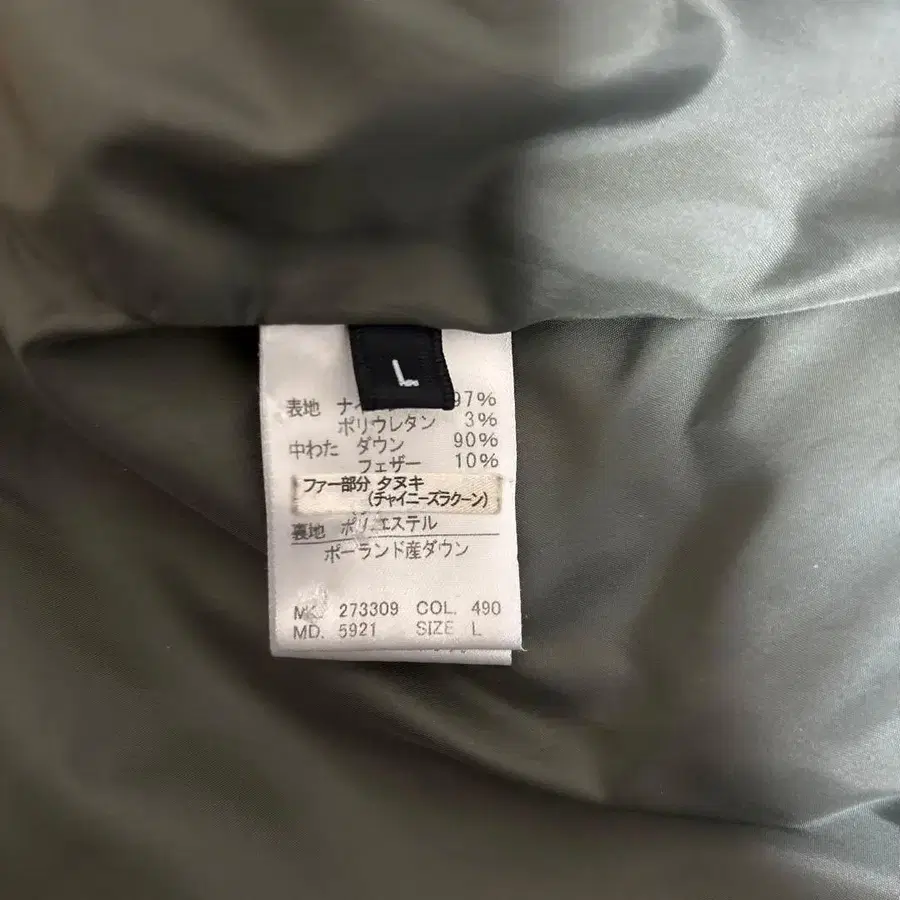 L
表地 ナイ 97%
ポリウレタン 3%
中わた ダウン 90%
フェザー 10%
ファー部分 タヌキ
(チャイニーズラクーン)
裏地 ポリエステル
ポーランド産ダウン
273309 COL. 490
MD. 5921 SIZE L